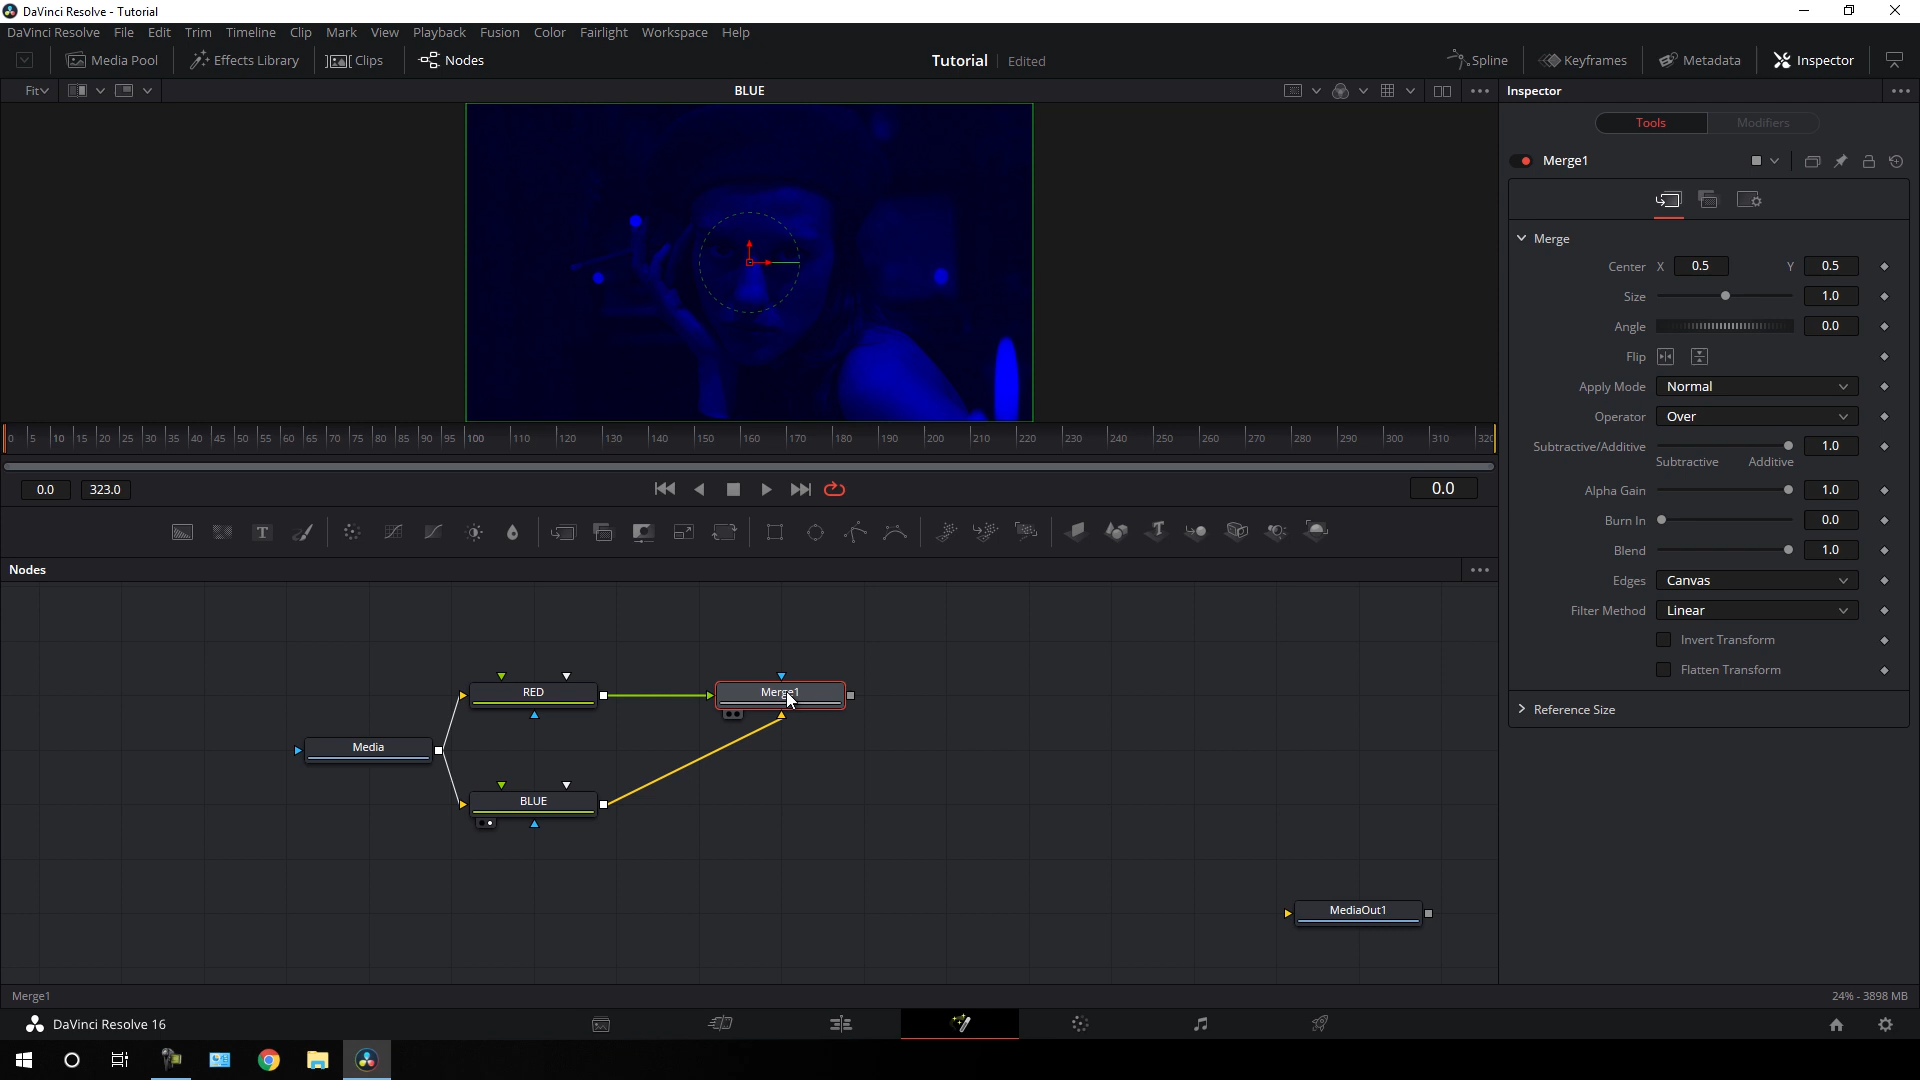 DaVinci Resolve - Tutorial
DaVinci Resolve File Edit Trim Timeline Clip Mark View Playback Fusion Color Fairlight Workspace Help
Media Pool Effects Library Clips Nodes Tutorial Edited Spline Keyframes Metadata Inspector
Fit BLUE Inspector
Tools Modifiers
Merge1
Merge
Center X 0.5 Y 0.5
Size 1.0
Angle 0.0
Flip
Apply Mode Normal
Operator Over
Subtractive/Additive 1.0
Subtractive Additive
Alpha Gain 1.0
Burn In 0.0
Blend 1.0
Edges Canvas
Filter Method Linear
Invert Transform
Flatten Transform
Reference Size
0 5 10 15 20 25 30 35 40 45 50 55 60 65 70 75 80 85 90 95 100 110 120 130 140 150 160 170 180 190 200 210 220 230 240 250 260 270 280 290 300 310 320
0.0 323.0 0.0
Nodes
RED
Merge1
Media
BLUE
MediaOut1
Merge1 24% - 3898 MB
DaVinci Resolve 16